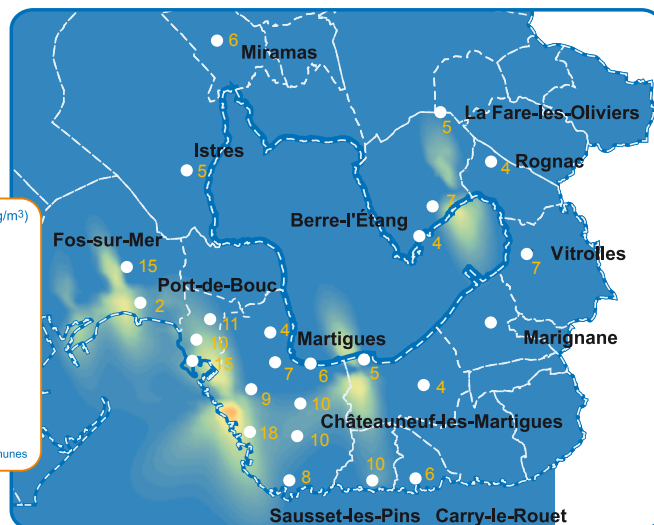 6
Miramas
La Fare-les-Oliviers
5
Istres
5
4
Rognac
g/m³)
7
Berre-l'Étang
4
Fos-sur-Mer
15
Vitrolles
7
Port-de-Bouc
2
11
10
4
Martigues
Marignane
15
7
6
5
4
9
10
Châteauneuf-les-Martigues
18
10
8
10
6
munes
Sausset-les-Pins Carry-le-Rouet